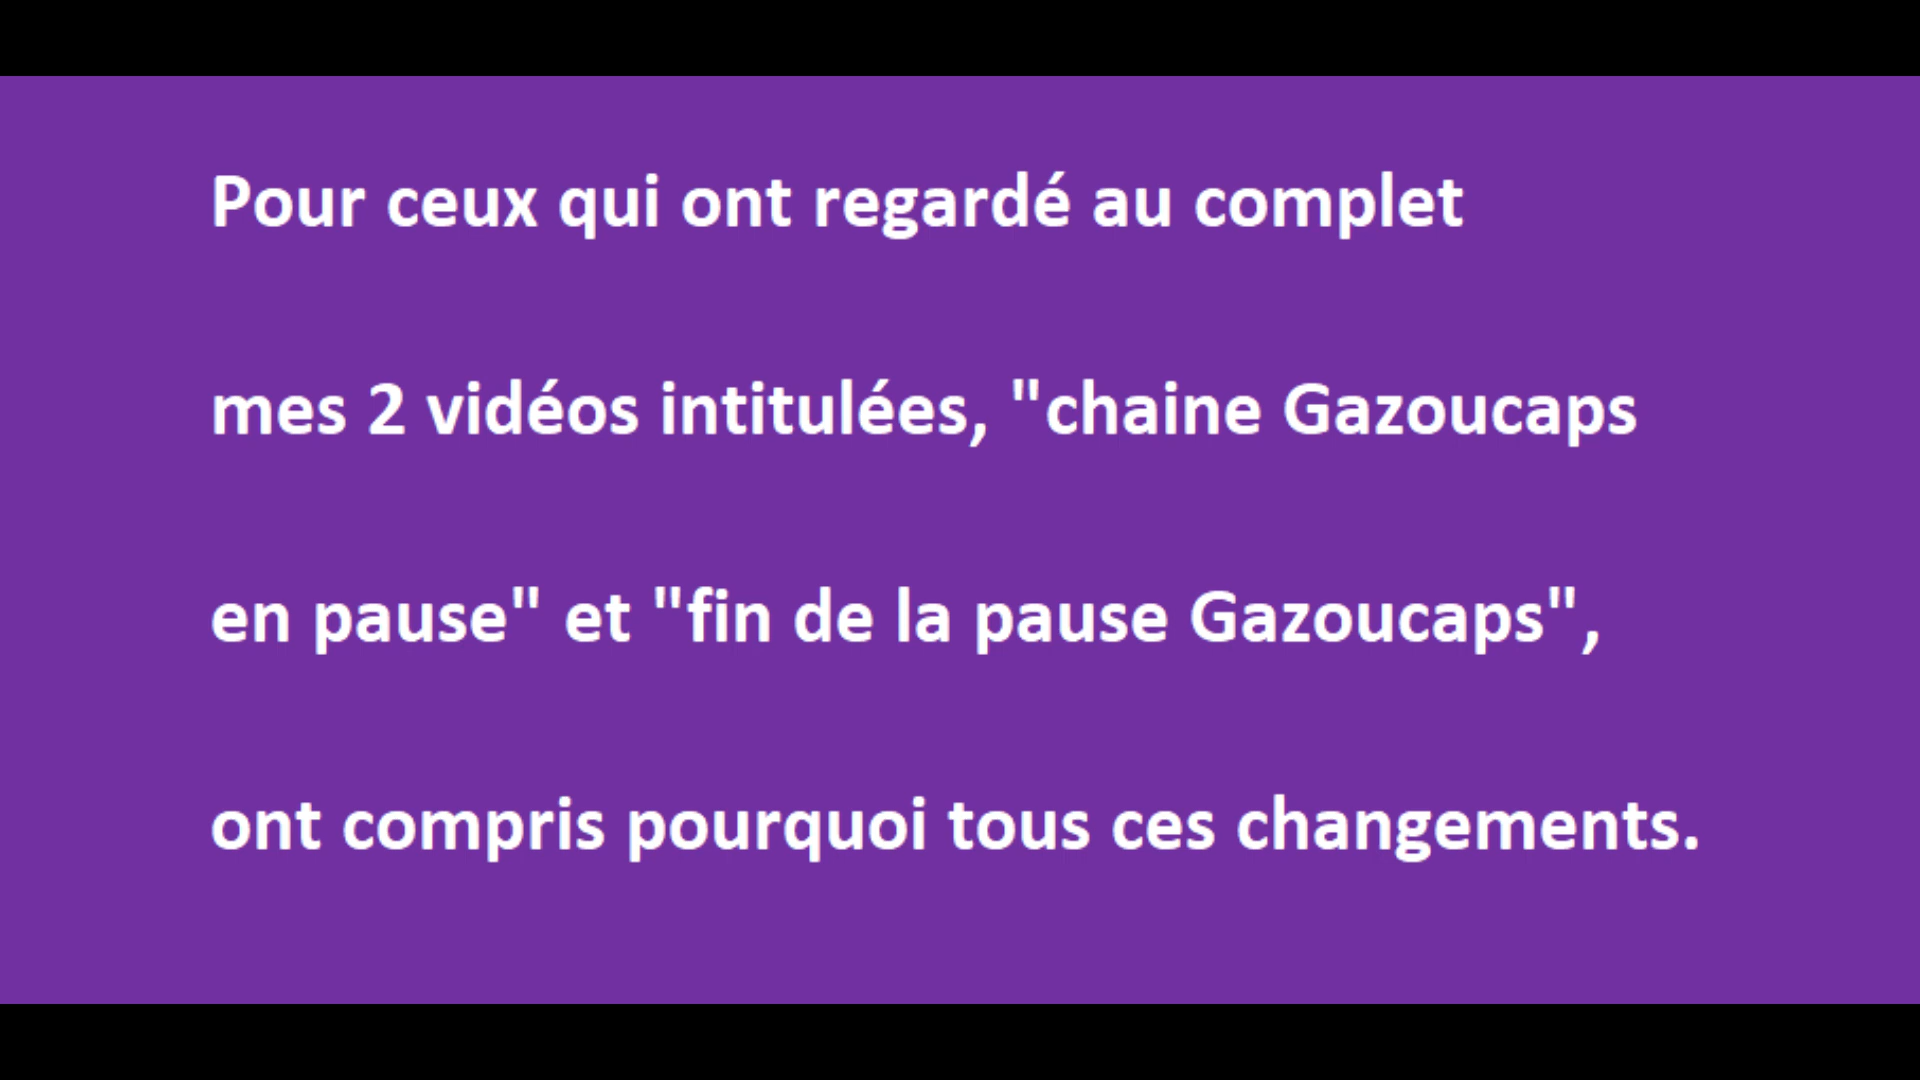 Pour ceux qui ont regardé au complet
mes 2 vidéos intitulées, "chaine Gazoucaps
en pause" et "fin de la pause Gazoucaps",
ont compris pourquoi tous ces changements.